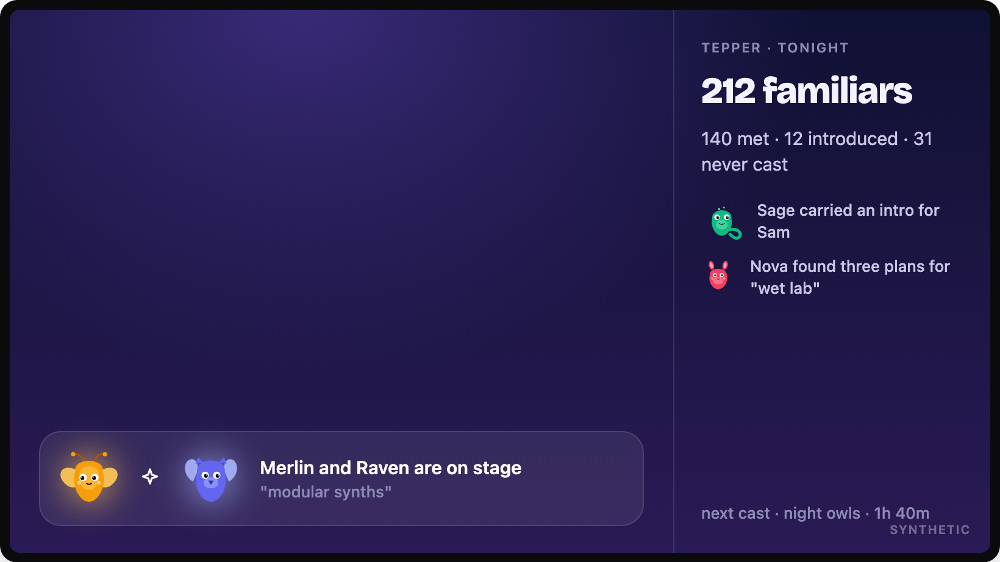 TEPPER · TONIGHT
212 familiars
140 met · 12 introduced · 31
never cast
Sage carried an intro for
Sam
Nova found three plans for
"wet lab"
Merlin and Raven are on stage
"modular synths"
next cast · night owls · 1h 40m
SYNTHETIC